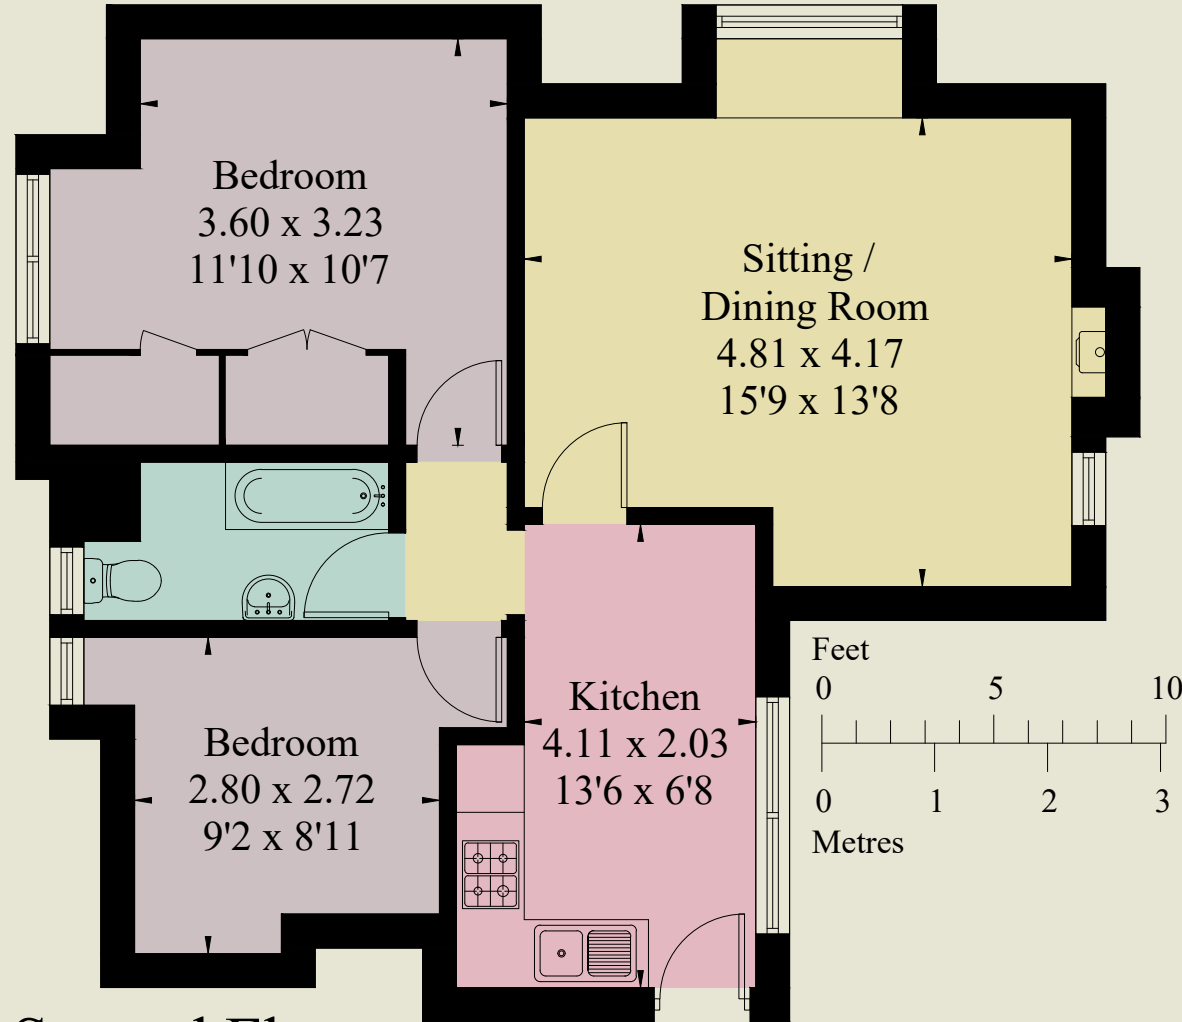 Bedroom
3.60 x 3.23
11'10 x 10'7
Sitting /
Dining Room
4.81 x 4.17
15'9 x 13'8
Kitchen
4.11 x 2.03
13'6 x 6'8
Bedroom
2.80 x 2.72
9'2 x 8'11
Feet
0 5 10
0 1 2 3
Metres